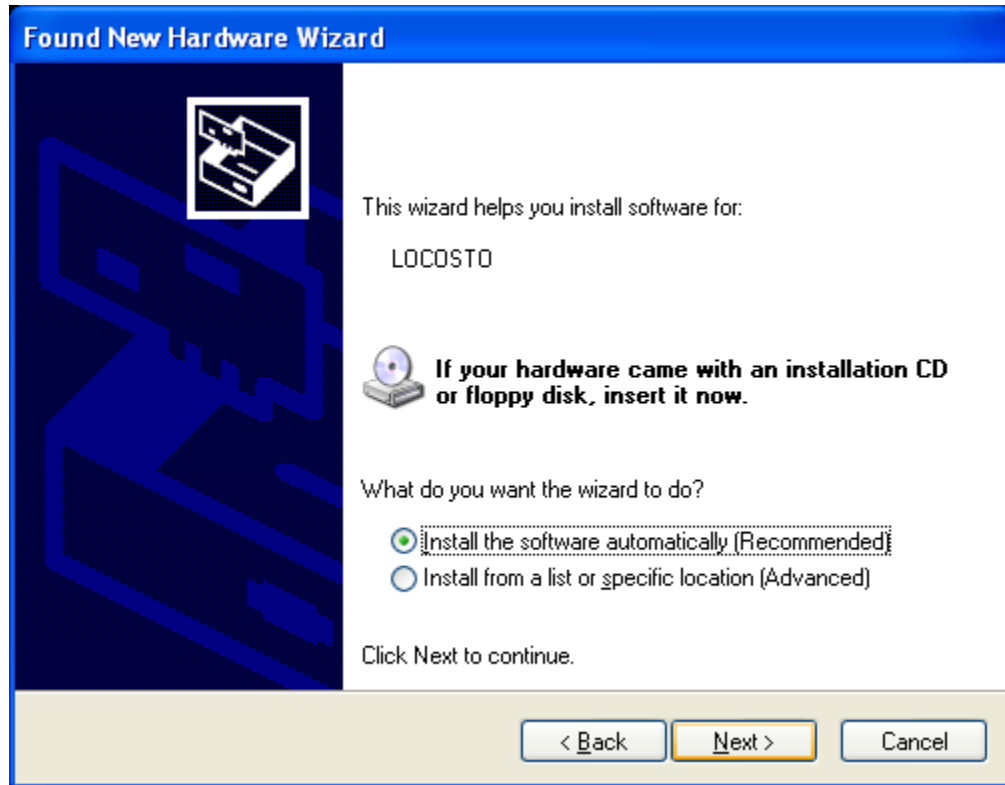 Found New Hardware Wizard
This wizard helps you install software for:
LOCOSTO
If your hardware came with an installation CD
or floppy disk, insert it now.
What do you want the wizard to do?
Install the software automatically (Recommended)
Install from a list or specific location (Advanced)
Click Next to continue.
< Back Next > Cancel